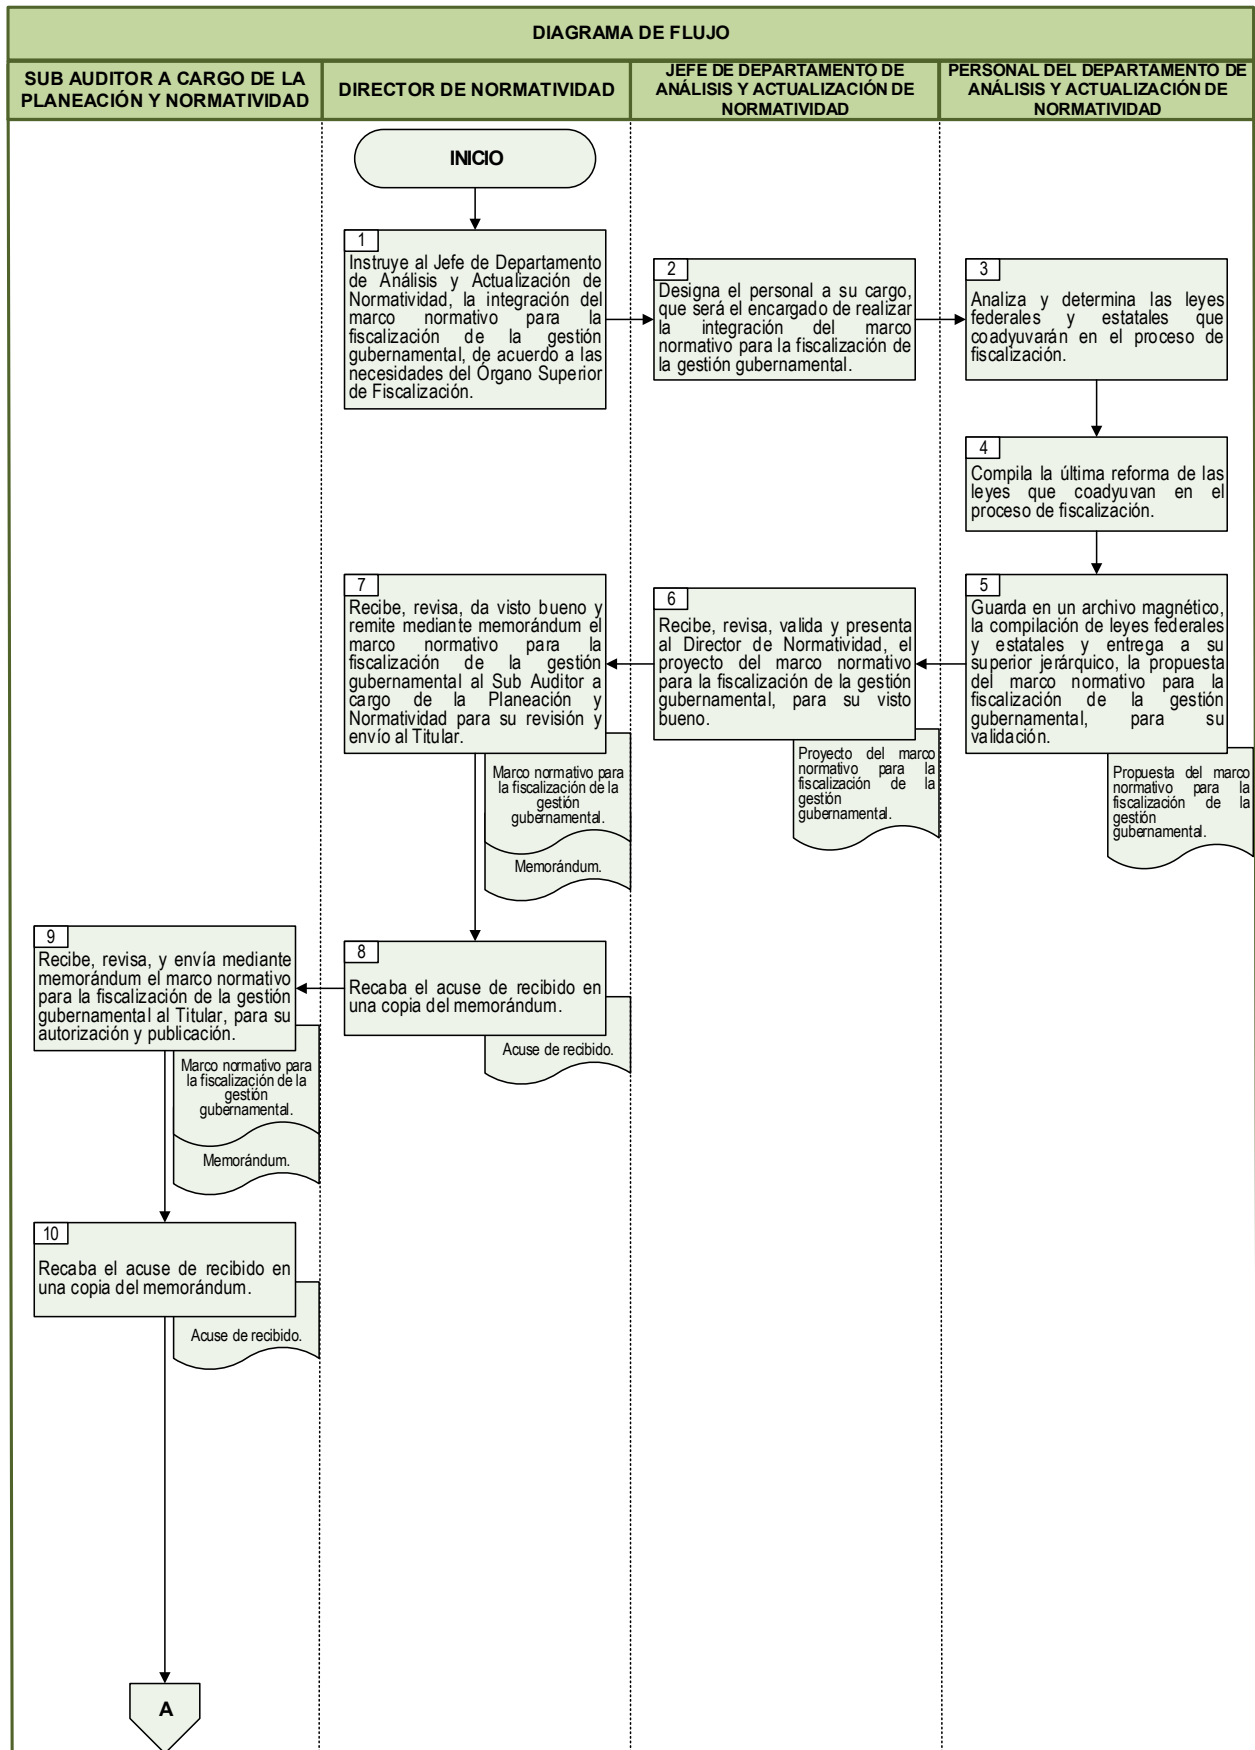 DIAGRAMA DE FLUJO
SUB AUDITOR A CARGO DE LA
PLANEACIÓN Y NORMATIVIDAD
DIRECTOR DE NORMATIVIDAD
JEFE DE DEPARTAMENTO DE
ANÁLISIS Y ACTUALIZACIÓN DE
NORMATIVIDAD
PERSONAL DEL DEPARTAMENTO DE
ANÁLISIS Y ACTUALIZACIÓN DE
NORMATIVIDAD
INICIO
1
Instruye al Jefe de Departamento
de Análisis y Actualización de
Normatividad, la integración del
marco normativo para la
fiscalización de la gestión
gubernamental, de acuerdo a las
necesidades del Órgano Superior
de Fiscalización.
2
Designa el personal a su cargo,
que será el encargado de realizar
la integración del marco
normativo para la fiscalización de
la gestión gubernamental.
3
Analiza y determina las leyes
federales y estatales que
coadyuvarán en el proceso de
fiscalización.
4
Compila la última reforma de las
leyes que coadyuvan en el
proceso de fiscalización.
5
Guarda en un archivo magnético,
la compilación de leyes federales
y estatales y entrega a su
superior jerárquico, la propuesta
del marco normativo para la
fiscalización de la gestión
gubernamental, para su
validación.
Propuesta del marco
normativo para la
fiscalización de la
gestión
gubernamental.
6
Recibe, revisa, valida y presenta
al Director de Normatividad, el
proyecto del marco normativo
para la fiscalización de la gestión
gubernamental, para su visto
bueno.
Proyecto del marco
normativo para la
fiscalización de la
gestión
gubernamental.
7
Recibe, revisa, da visto bueno y
remite mediante memorándum el
marco normativo para la
fiscalización de la gestión
gubernamental al Sub Auditor a
cargo de la Planeación y
Normatividad para su revisión y
envío al Titular.
Marco normativo para
la fiscalización de la
gestión
gubernamental.
Memorándum.
8
Recaba el acuse de recibido en
una copia del memorándum.
Acuse de recibido.
9
Recibe, revisa, y envía mediante
memorándum el marco normativo
para la fiscalización de la gestión
gubernamental al Titular, para su
autorización y publicación.
Marco normativo para
la fiscalización de la
gestión
gubernamental.
Memorándum.
10
Recaba el acuse de recibido en
una copia del memorándum.
Acuse de recibido.
A